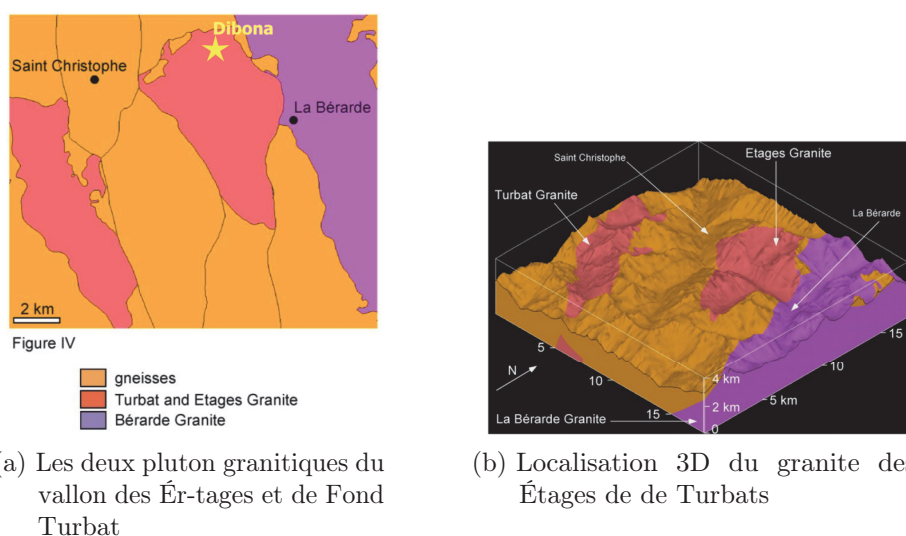 Dibona
Saint Christophe
La Bérarde
2 km
Figure IV
gneisses
Turbat and Etages Granite
Bérarde Granite
a) Les deux pluton granitiques du
vallon des Ér-tages et de Fond
Turbat
Saint Christophe
Etages Granite
Turbat Granite
La Bérarde
N
5
10
15
La Bérarde Granite
4 km
2 km
0
5 km
10
15
(b) Localisation 3D du granite des
Étages de de Turbats